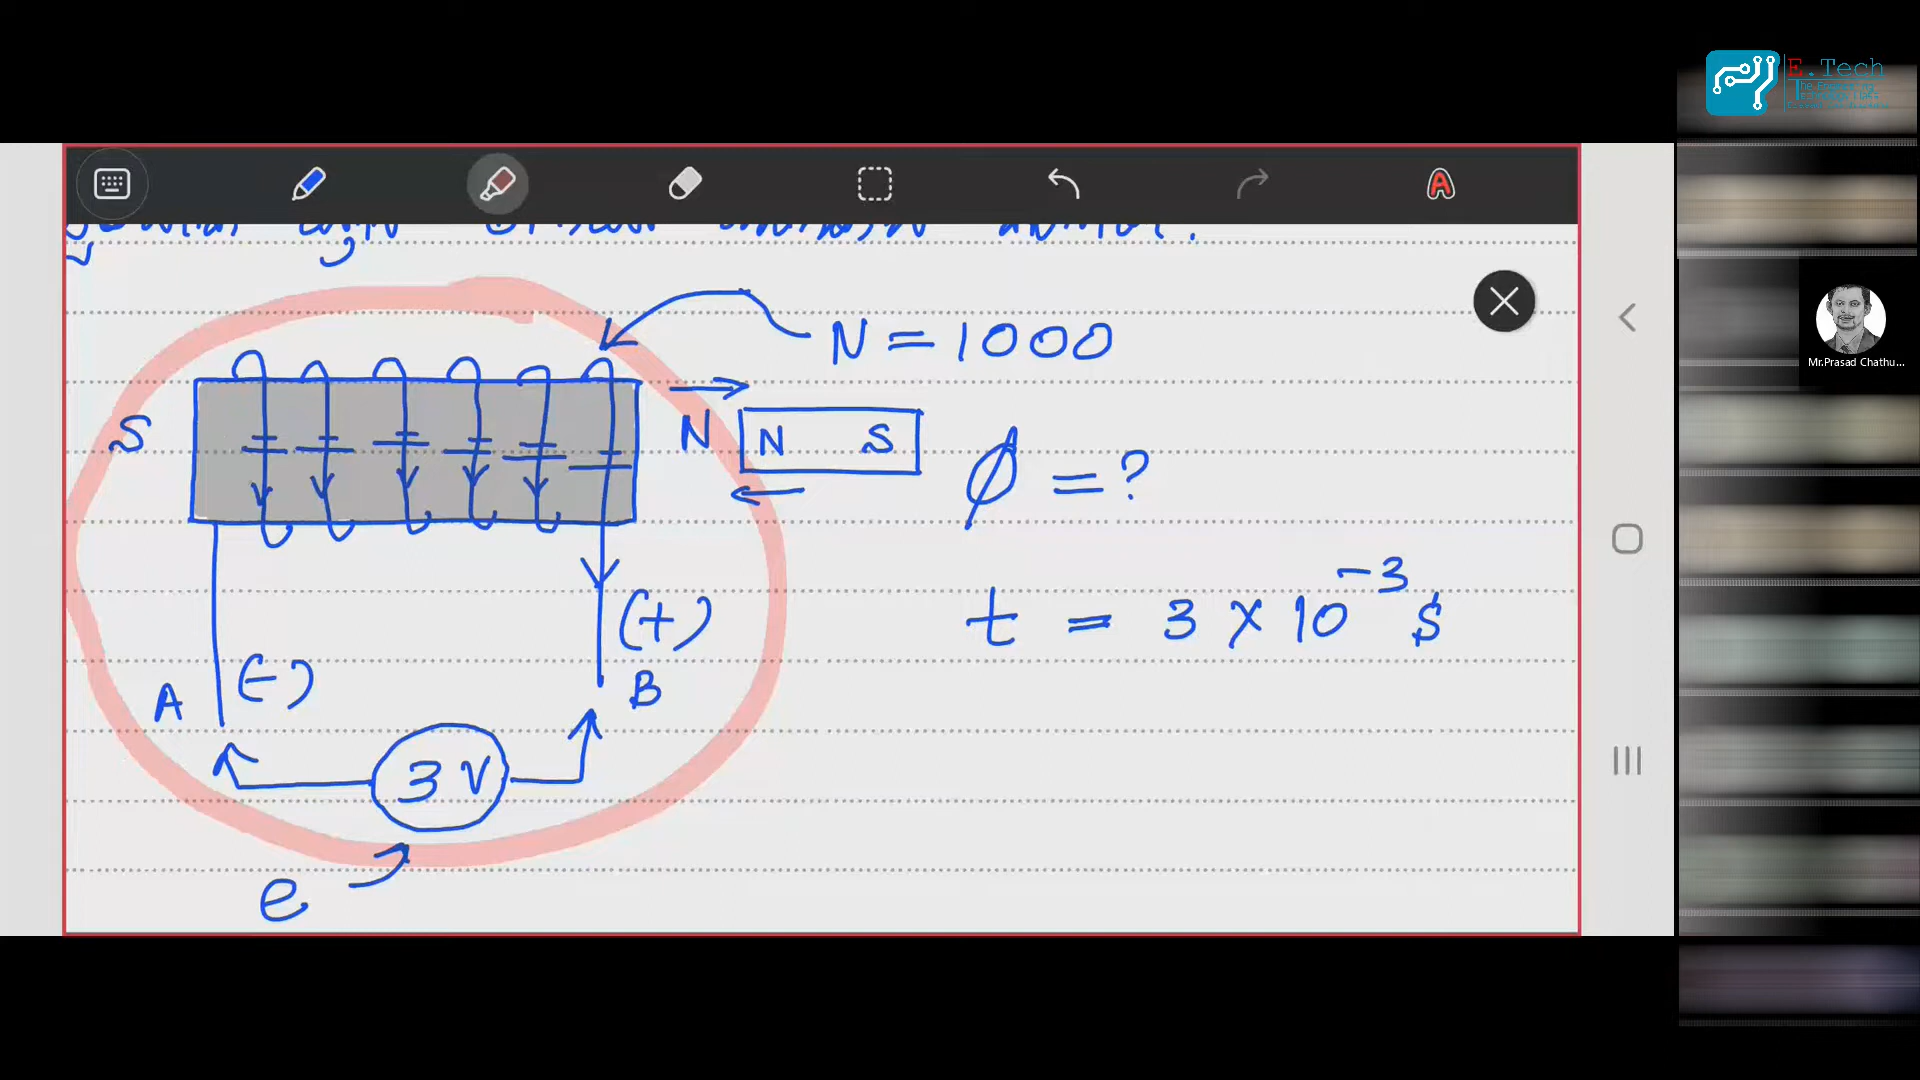 E.Tech
N = 1000
S N N S
ϕ = ?
t = 3 × 10⁻³ s
(+)
(-)
A B
3 V
e
Mr.Prasad Chathu...